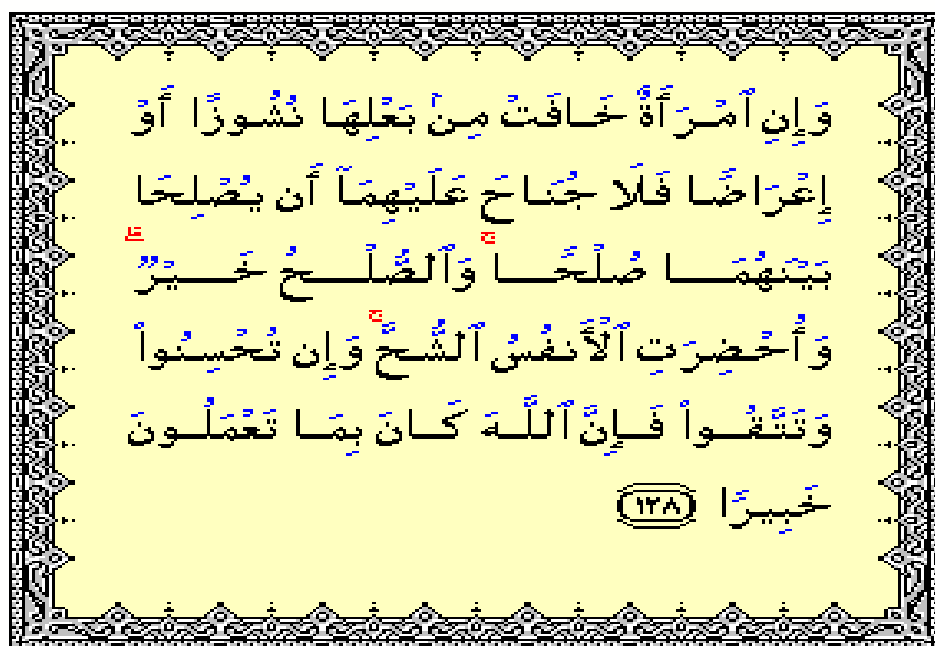 وَإِنِ ٱمْرَأَةٌ خَافَتْ مِنۢ بَعْلِهَا نُشُوزًا أَوْ
إِعْرَاضًا فَلَا جُنَاحَ عَلَيْهِمَآ أَن يُصْلِحَا
بَيْنَهُمَا صُلْحًا ۚ وَٱلصُّلْحُ خَيْرٌ ۗ
وَأُحْضِرَتِ ٱلْأَنفُسُ ٱلشُّحَّ ۚ وَإِن تُحْسِنُوا۟
وَتَتَّقُوا۟ فَإِنَّ ٱللَّهَ كَانَ بِمَا تَعْمَلُونَ
خَبِيرًا ١٢٨